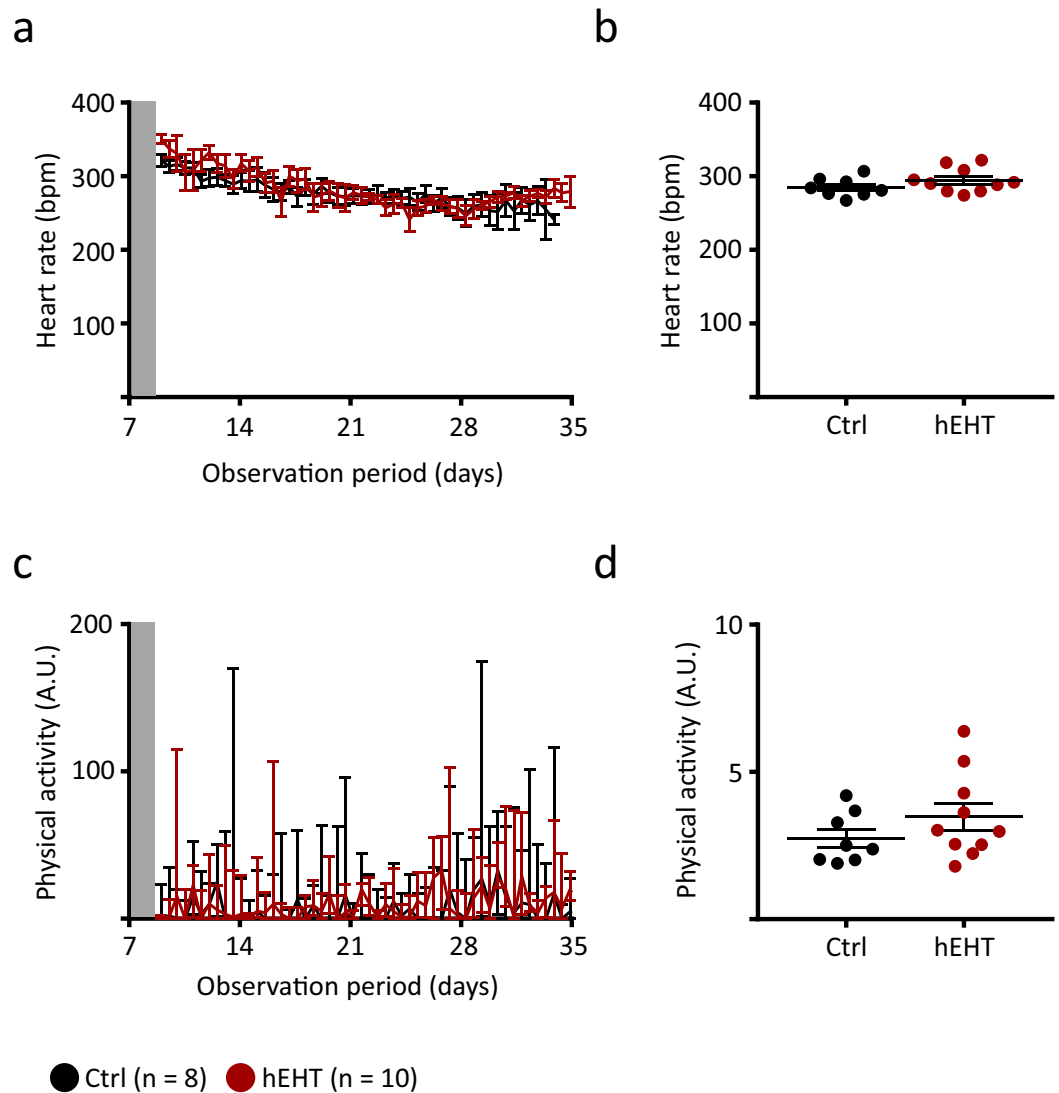 a
400
300
200
100
Heart rate (bpm)
7 14 21 28 35
Observation period (days)
b
400
300
200
100
Heart rate (bpm)
Ctrl hEHT
c
200
100
Physical activity (A.U.)
7 14 21 28 35
Observation period (days)
d
10
5
Physical activity (A.U.)
Ctrl hEHT
Ctrl (n = 8) hEHT (n = 10)